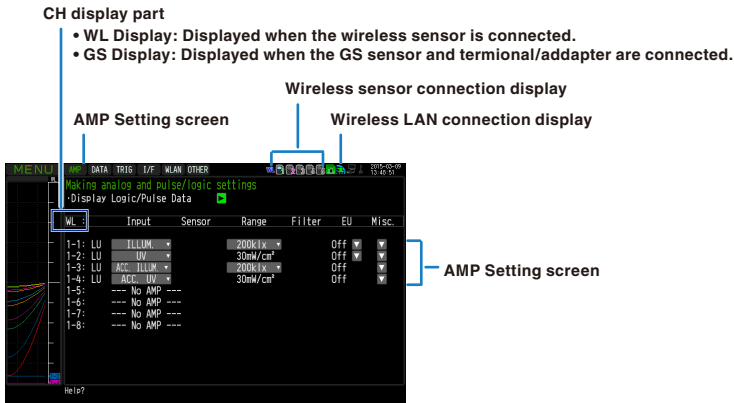 CH display part
• WL Display: Displayed when the wireless sensor is connected.
• GS Display: Displayed when the GS sensor and termional/addapter are connected.
Wireless sensor connection display
AMP Setting screen
Wireless LAN connection display
MENU AMP DATA TRIG I/F WLAN OTHER 2015-03-09
13:48:51
Making analog and pulse/logic settings
·Display Logic/Pulse Data
WL : Input Sensor Range Filter EU Misc.
1-1: LU ILLUM. 200klx Off
1-2: LU UV 30mW/cm² Off
1-3: LU ACC. ILLUM. 200klx Off
1-4: LU ACC. UV 30mW/cm² Off
1-5: --- No AMP ---
1-6: --- No AMP ---
1-7: --- No AMP ---
1-8: --- No AMP ---
AMP Setting screen
Help?